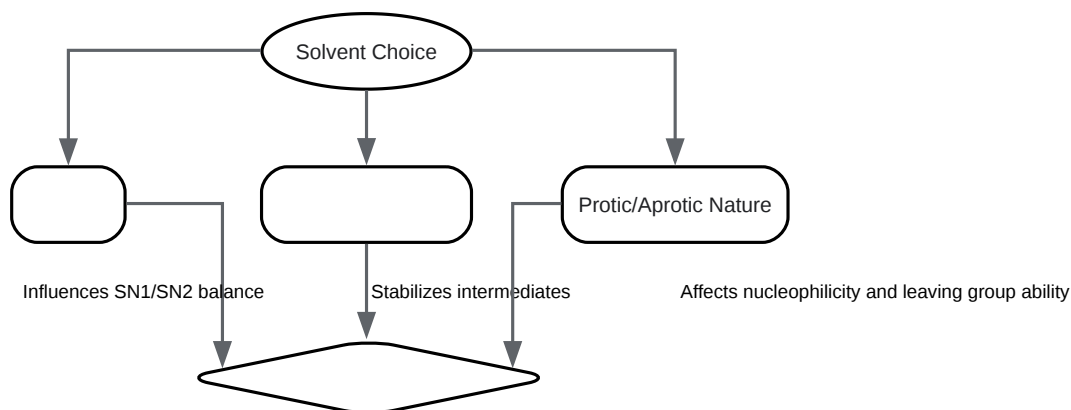 Solvent Choice
Protic/Aprotic Nature
Influences SN1/SN2 balance
Stabilizes intermediates
Affects nucleophilicity and leaving group ability